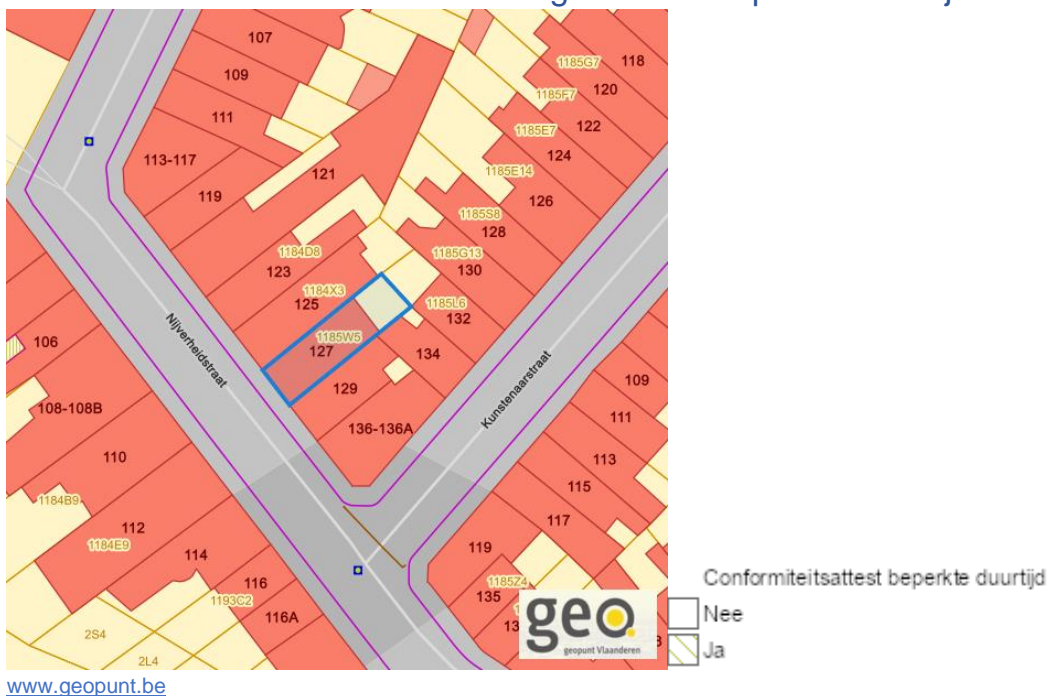 107
118
1185G7
109
120
1185F7
111
122
1185E7
124
113-117
1185E14
121
126
119
1185S8
128
1184D8
1185G13
123
130
1184X3
125
1185L6
132
1185W5
127
106
134
Nijverheidstraat
Kunstenaarstraat
129
109
108-108B
111
136-136A
110
113
115
1184B9
117
112
1184E9
119
114
116
1185Z4
135
1193C2
116A
2S4
2L4
geo.
geopunt Vlaanderen
Conformiteitsattest beperkte duurtijd
Nee
Ja
www.geopunt.be